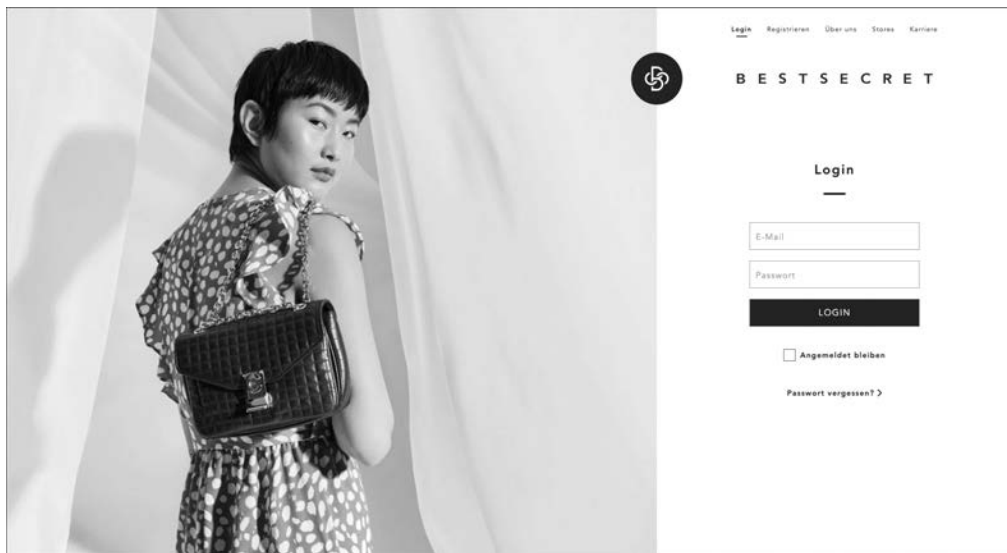 Login Registrieren Über uns Stores Karriere
BESTSECRET
Login
E-Mail
Passwort
LOGIN
Angemeldet bleiben
Passwort vergessen? >